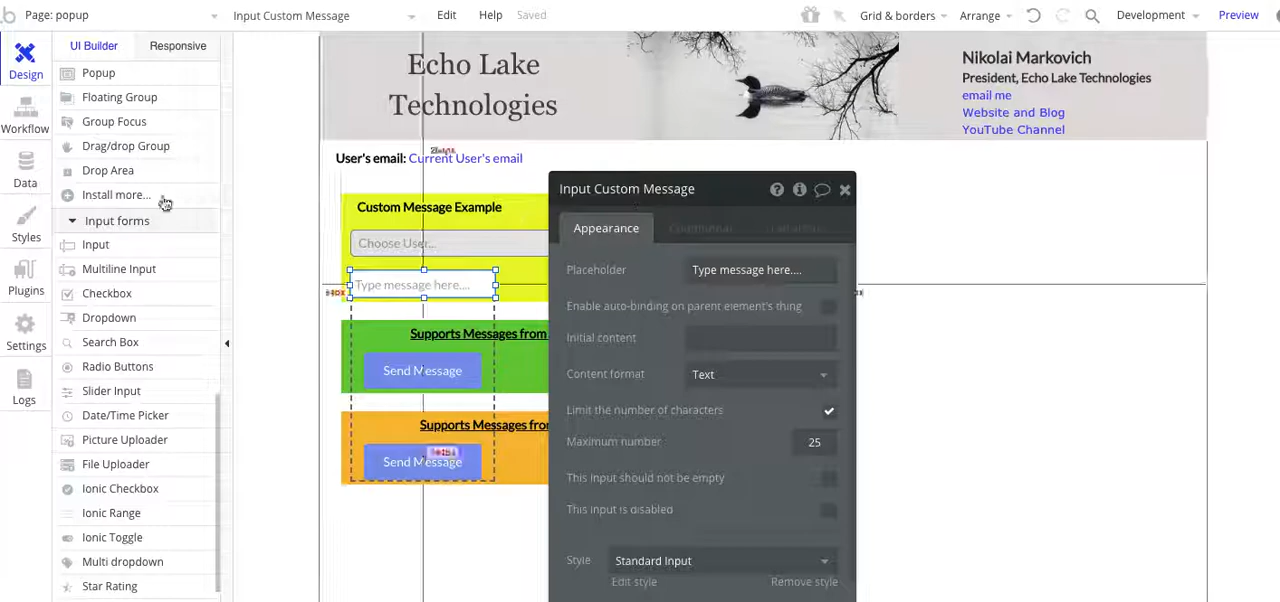 Page: popup
Input Custom Message
Edit
Help
Saved
Grid & borders
Arrange
Development
Preview
Design
Workflow
Data
Styles
Plugins
Settings
Logs
UI Builder
Responsive
Popup
Floating Group
Group Focus
Drag/drop Group
Drop Area
Install more...
Input forms
Input
Multiline Input
Checkbox
Dropdown
Search Box
Radio Buttons
Slider Input
Date/Time Picker
Picture Uploader
File Uploader
Ionic Checkbox
Ionic Range
Ionic Toggle
Multi dropdown
Star Rating
Echo Lake
Technologies
Nikolai Markovich
President, Echo Lake Technologies
email me
Website and Blog
YouTube Channel
User's email: Current User's email
Custom Message Example
Choose User...
Type message here....
Supports Messages from
Send Message
Supports Messages from
Send Message
Input Custom Message
Appearance
Conditional
Placeholder
Type message here....
Enable auto-binding on parent element's thing
Initial content
Content format
Text
Limit the number of characters
Maximum number
25
This input should not be empty
This input is disabled
Style
Standard Input
Edit style
Remove style